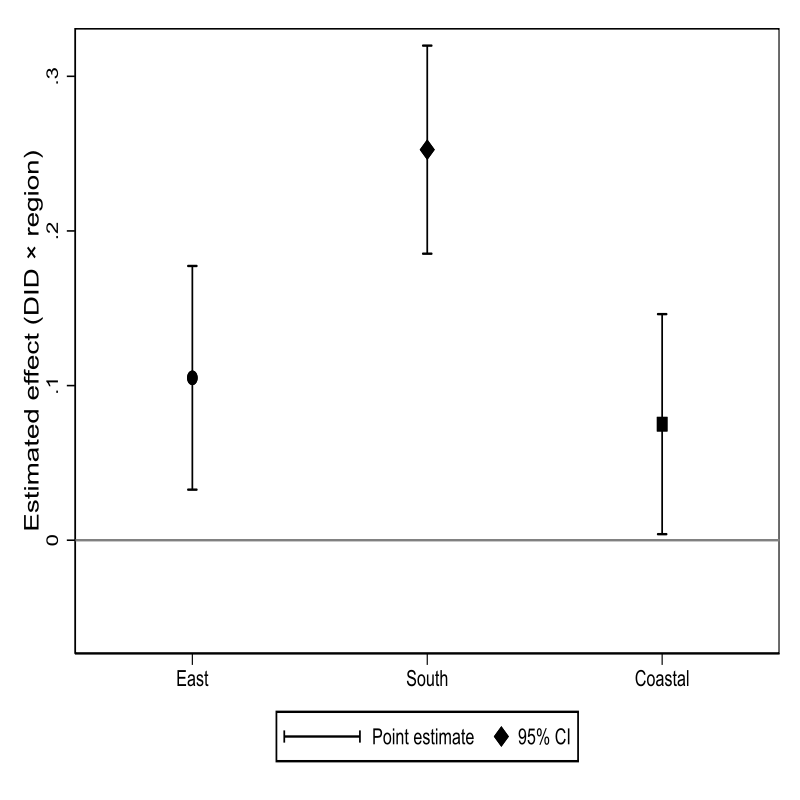 Estimated effect (DID × region)
.3
.2
.1
0
East South Coastal
Point estimate 95% CI